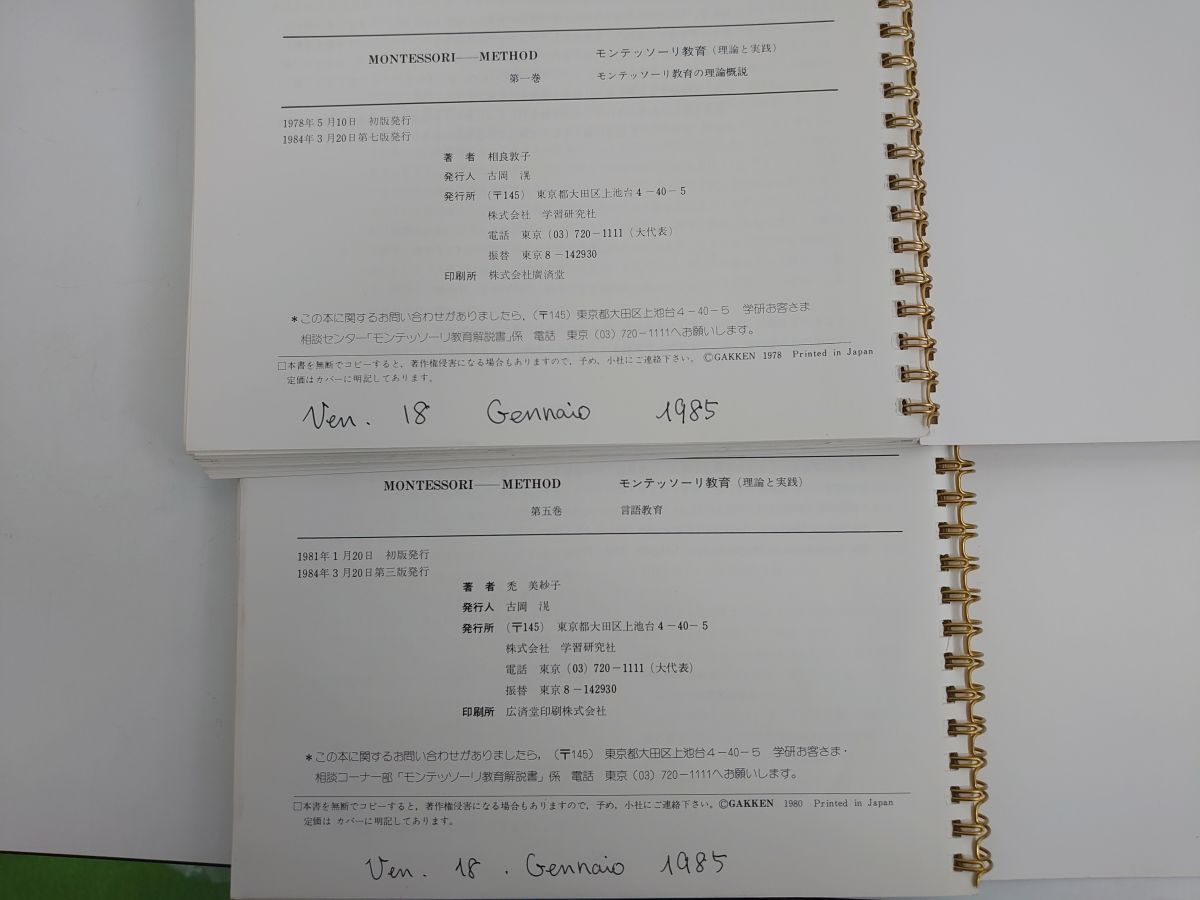 MONTESSORI——METHOD モンテッソーリ教育(理論と実践)
第一巻 モンテッソーリ教育の理論概説
1978年5月10日 初版発行
1984年3月20日第七版発行
著 者 相良敦子
発行人 古岡 滉
発行所 (〒145) 東京都大田区上池台4-40-5
株式会社 学習研究社
電話 東京(03)720-1111(大代表)
振替 東京8-142930
印刷所 株式会社廣済堂
*この本に関するお問い合わせがありましたら,(〒145)東京都大田区上池台4-40-5 学研お客さま
相談センター「モンテッソーリ教育解説書」係 電話 東京(03)720-1111へお願いします。
□本書を無断でコピーすると,著作権侵害になる場合もありますので,予め,小社にご連絡下さい。 ©GAKKEN 1978 Printed in Japan
定価はカバーに明記してあります。
Ven. 18 Gennaio 1985
MONTESSORI——METHOD モンテッソーリ教育(理論と実践)
第五巻 言語教育
1981年1月20日 初版発行
1984年3月20日第三版発行
著 者 禿 美紗子
発行人 古岡 滉
発行所 (〒145) 東京都大田区上池台4-40-5
株式会社 学習研究社
電話 東京(03)720-1111(大代表)
振替 東京8-142930
印刷所 広済堂印刷株式会社
*この本に関するお問い合わせがありましたら,(〒145) 東京都大田区上池台4-40-5 学研お客さま・
相談コーナー部「モンテッソーリ教育解説書」係 電話 東京(03)720-1111へお願いします。
□本書を無断でコピーすると,著作権侵害になる場合もありますので,予め,小社にご連絡下さい。©GAKKEN 1980 Printed in Japan
定価は カバーに明記してあります。
Ven. 18. Gennaio 1985